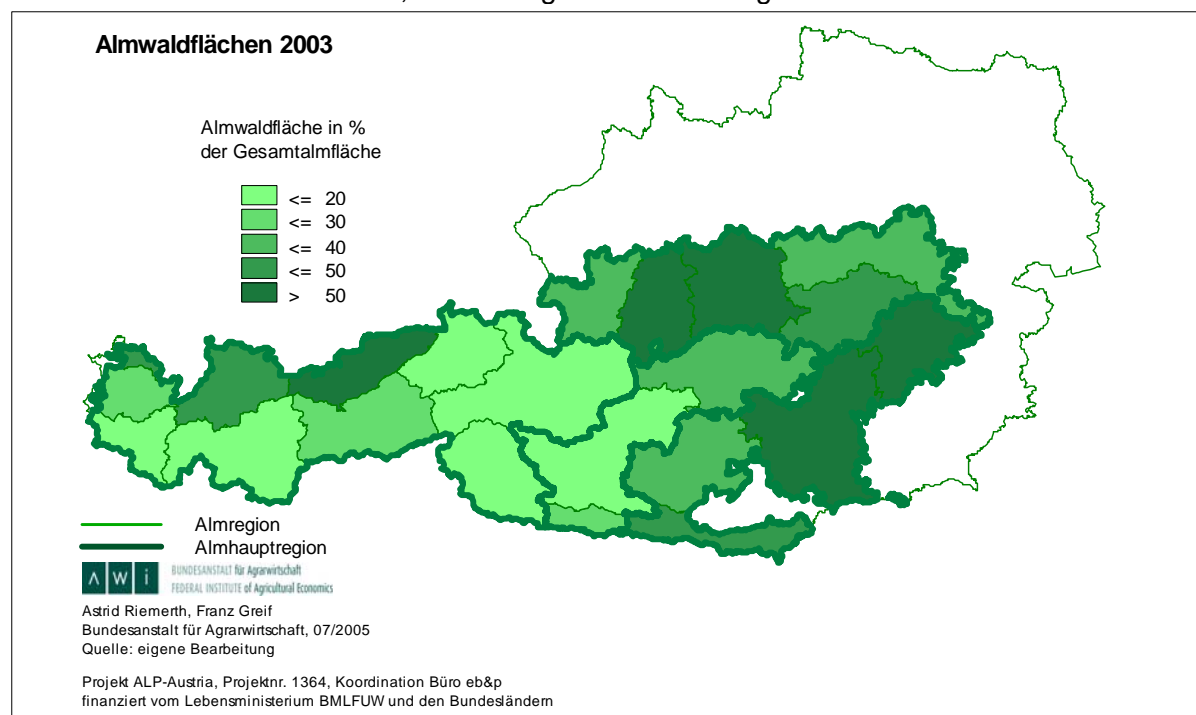 Almwaldflächen 2003
Almwaldfläche in %
der Gesamtalmfläche
<= 20
<= 30
<= 40
<= 50
> 50
Almregion
Almhauptregion
AWI
BUNDESANSTALT für Agrarwirtschaft
FEDERAL INSTITUTE of Agricultural Economics
Astrid Riemerth, Franz Greif
Bundesanstalt für Agrarwirtschaft, 07/2005
Quelle: eigene Bearbeitung
Projekt ALP-Austria, Projektnr. 1364, Koordination Büro eb&p
finanziert vom Lebensministerium BMLFUW und den Bundesländern